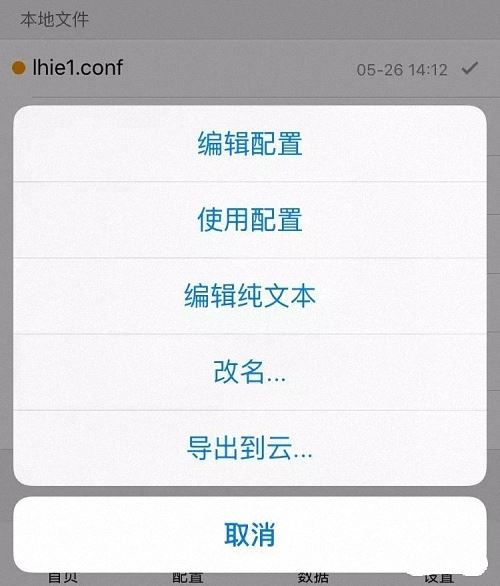 本地文件
lhie1.conf 05-26 14:12
编辑配置
使用配置
编辑纯文本
改名...
导出到云...
取消
首页 配置 数据 设置